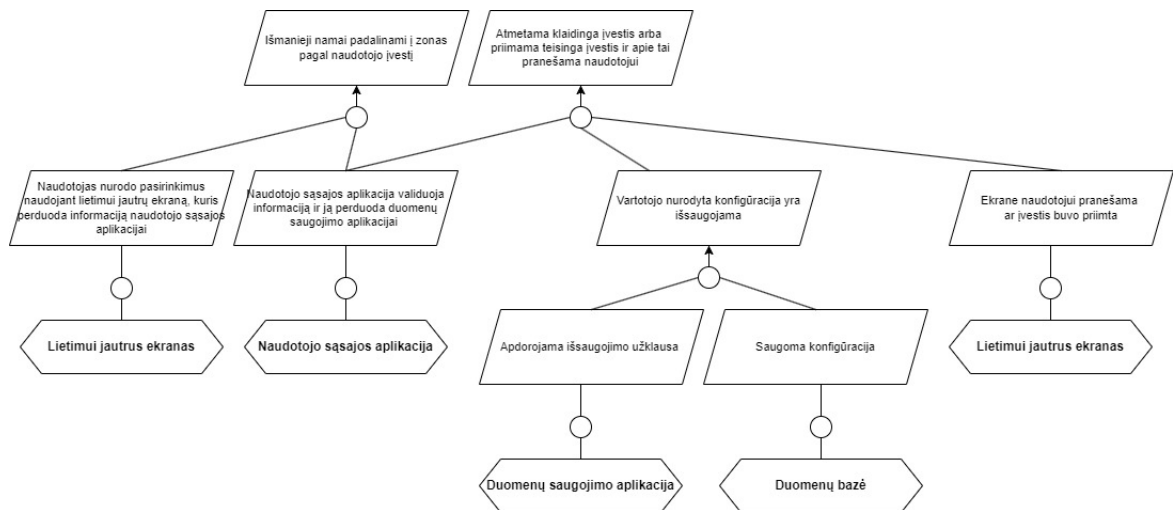 Išmanieji namai padalinami į zonas
pagal naudotojo įvestį
Atmetama klaidinga įvestis arba
priimama teisinga įvestis ir apie tai
pranešama naudotojui
Naudotojas nurodo pasirinkimus
naudojant lietimui jautrų ekraną, kuris
perduoda informaciją naudotojo sąsajos
aplikacijai
Naudotojo sąsajos aplikacija validuoja
informaciją ir ją perduoda duomenų
saugojimo aplikacijai
Vartotojo nurodyta konfigūracija yra
išsaugojama
Ekrane naudotojui pranešama
ar įvestis buvo priimta
Lietimui jautrus ekranas
Naudotojo sąsajos aplikacija
Apdorojama išsaugojimo užklausa
Saugoma konfigūracija
Lietimui jautrus ekranas
Duomenų saugojimo aplikacija
Duomenų bazė